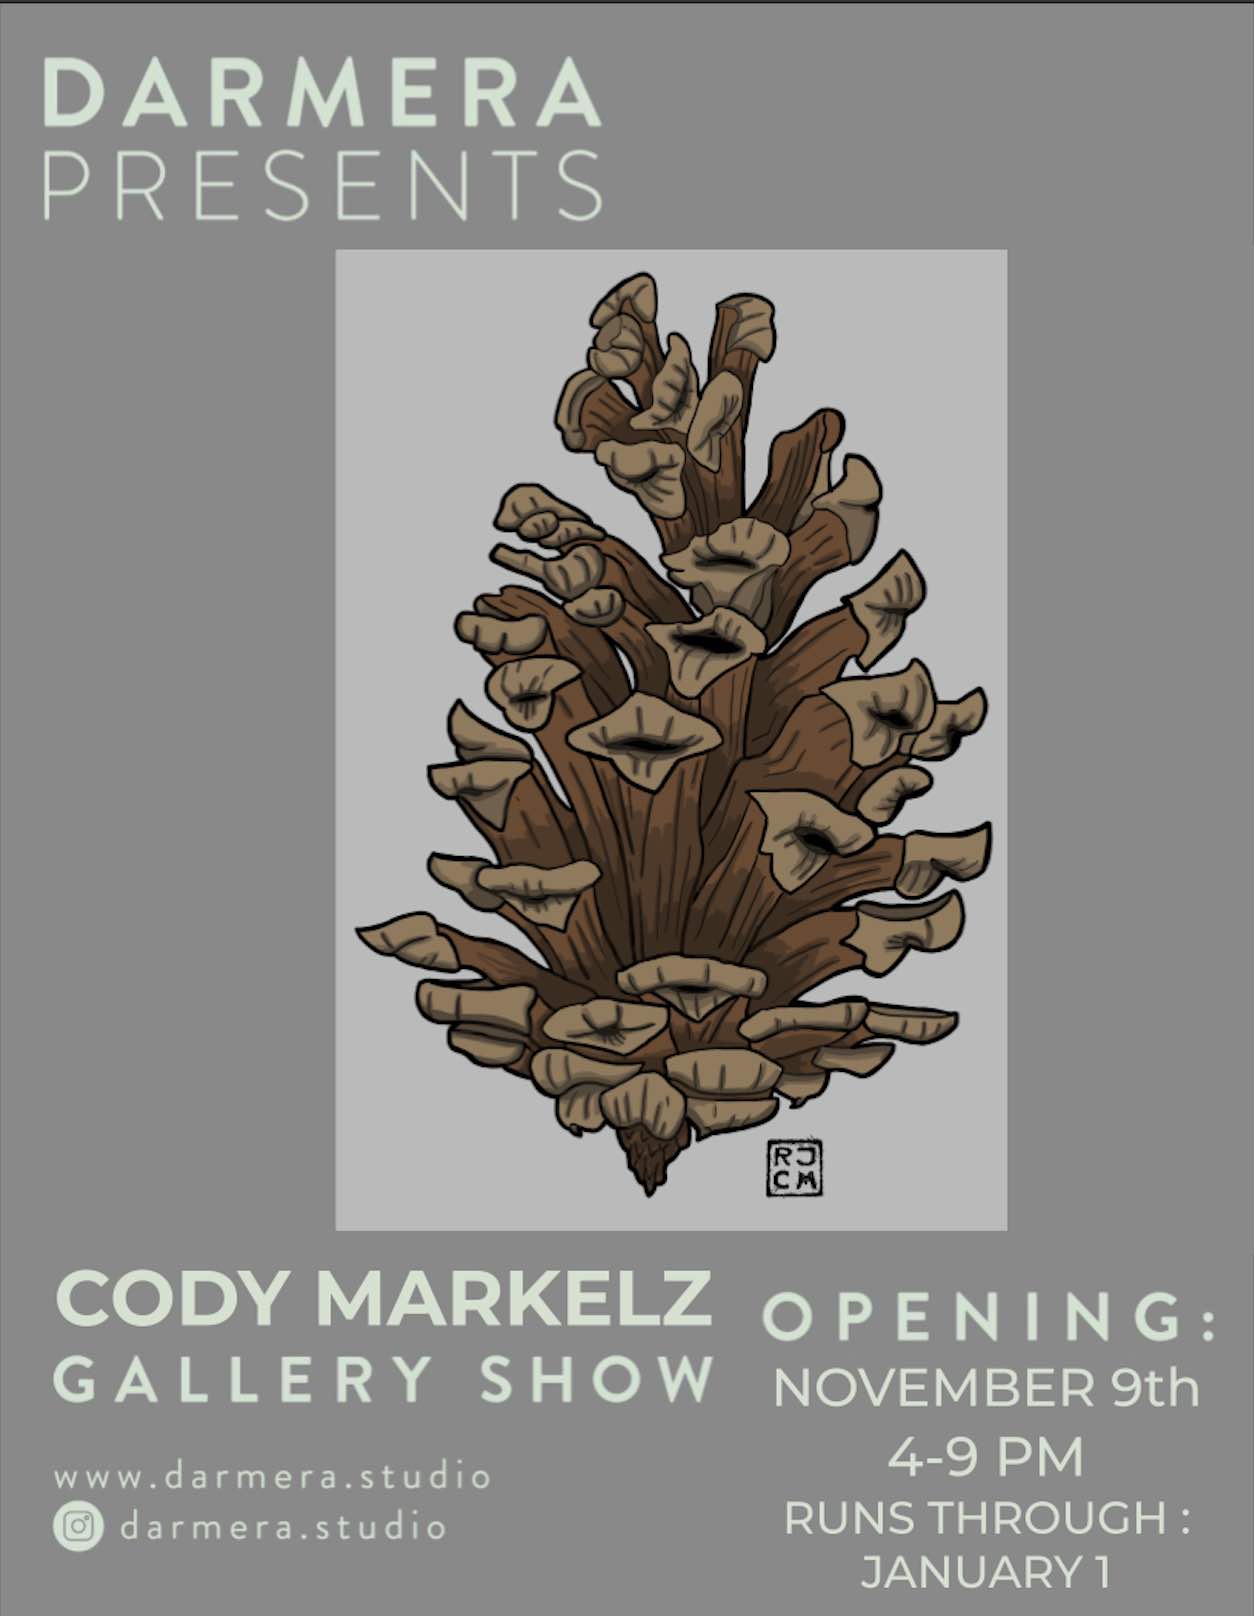 DARMERA
PRESENTS
RJ
CM
CODY MARKELZ
GALLERY SHOW
www.darmera.studio
darmera.studio
OPENING:
NOVEMBER 9th
4-9 PM
RUNS THROUGH :
JANUARY 1